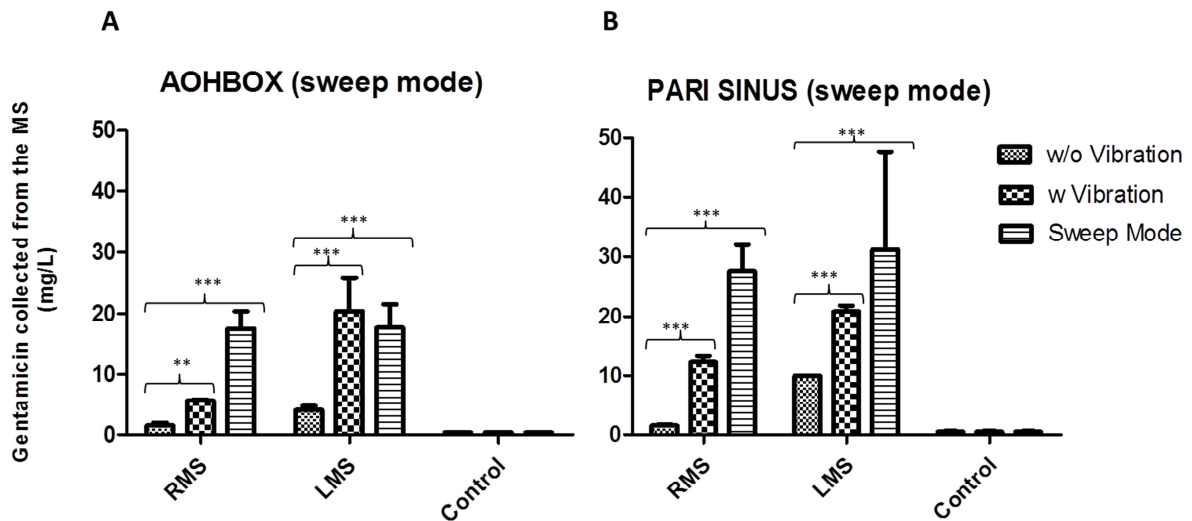 A
B
AOHBOX (sweep mode)
PARI SINUS (sweep mode)
Gentamicin collected from the MS
(mg/L)
50
40
30
20
10
0
***
**
***
***
RMS
LMS
Control
50
40
30
20
10
0
***
***
***
***
RMS
LMS
Control
w/o Vibration
w Vibration
Sweep Mode